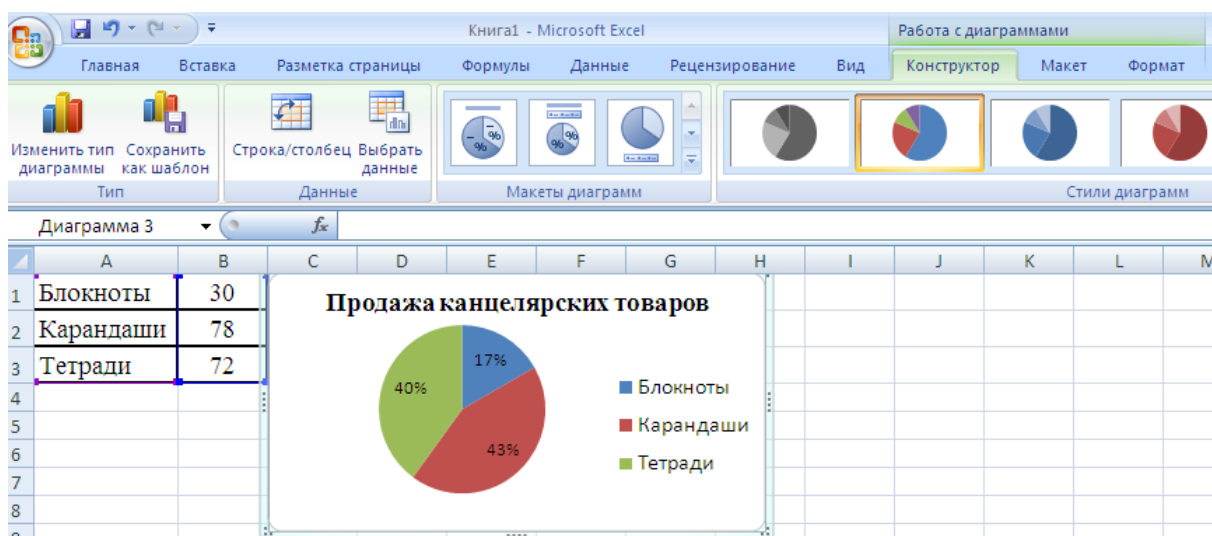 Книга1 - Microsoft Excel
Работа с диаграммами
Главная Вставка Разметка страницы Формулы Данные Рецензирование Вид Конструктор Макет Формат
Изменить тип диаграммы
Сохранить как шаблон
Строка/столбец
Выбрать данные
Тип Данные Макеты диаграмм Стили диаграмм
Диаграмма 3 fx
A B C D E F G H I J K L M
1 Блокноты 30
2 Карандаши 78
3 Тетради 72
4
5
6
7
8
Продажа канцелярских товаров
17%
40%
43%
Блокноты
Карандаши
Тетради